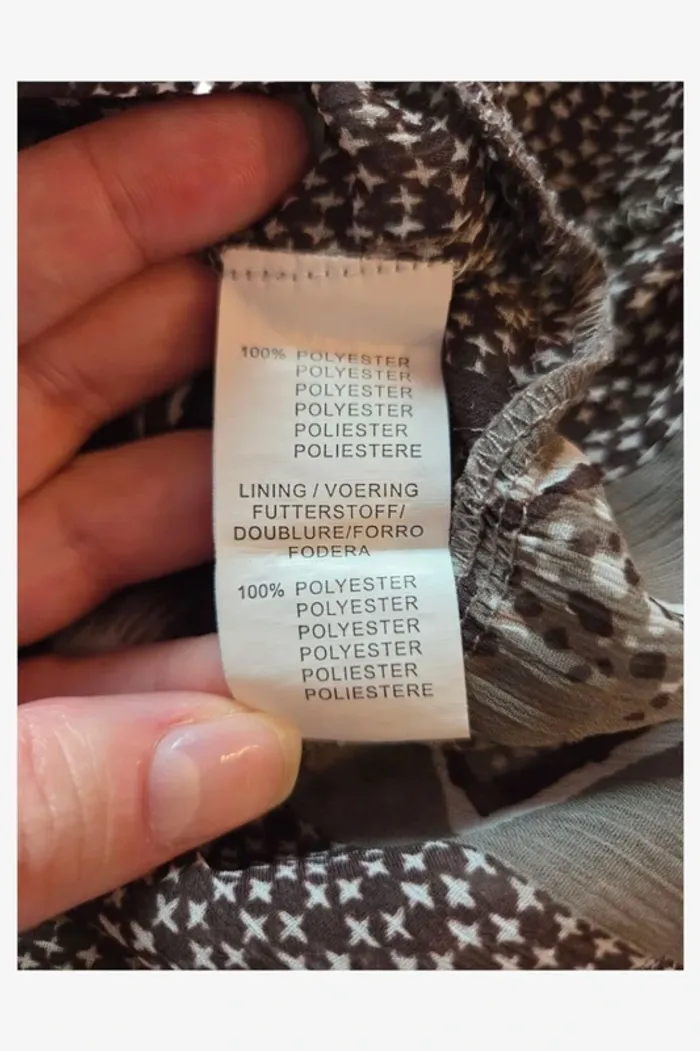 100% POLYESTER
POLYESTER
POLYESTER
POLYESTER
POLIESTER
POLIESTERE
LINING / VOERING
FUTTERSTOFF/
DOUBLURE/FORRO
FODERA
100% POLYESTER
POLYESTER
POLYESTER
POLYESTER
POLIESTER
POLIESTERE